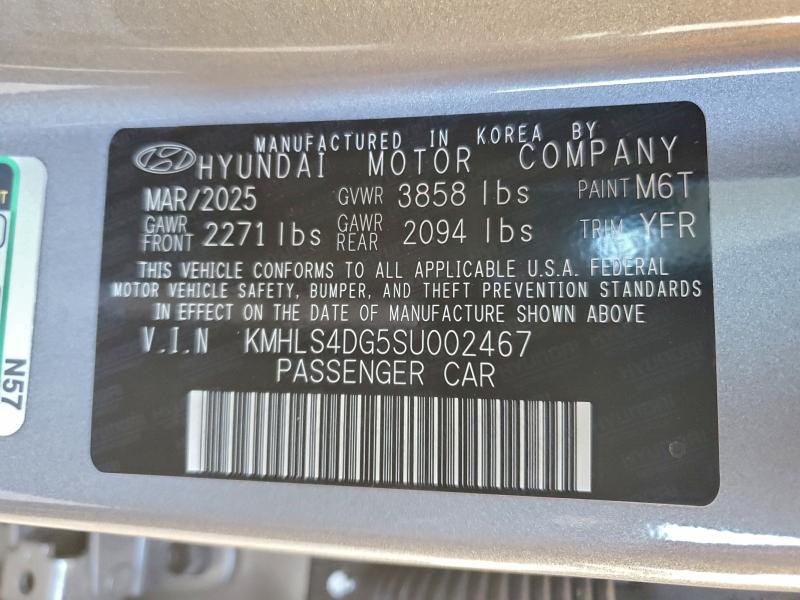 MANUFACTURED IN KOREA BY
HYUNDAI MOTOR COMPANY
MAR/2025 GVWR 3858 lbs PAINT M6T
GAWR FRONT 2271 lbs GAWR REAR 2094 lbs TRIM YFR
THIS VEHICLE CONFORMS TO ALL APPLICABLE U.S.A. FEDERAL
MOTOR VEHICLE SAFETY, BUMPER, AND THEFT PREVENTION STANDARDS
IN EFFECT ON THE DATE OF MANUFACTURE SHOWN ABOVE
V.I.N KMHLS4DG5SU002467
PASSENGER CAR
N57